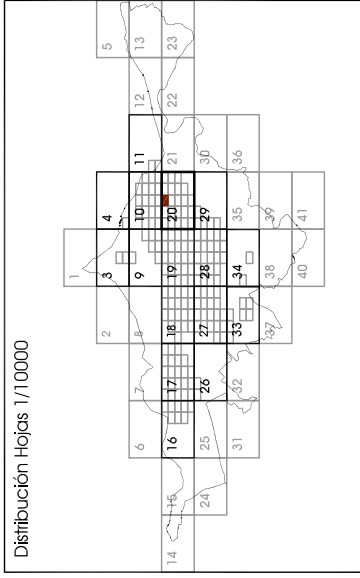 Distribución Hojas 1/10000
1
2 3 4 5
6 7 8 9 10 11 12 13
14 15 16 17 18 19 20 21 22 23
24 25 26 27 28 29 30
31 32 33 34 35 36
37 38 39
40 41